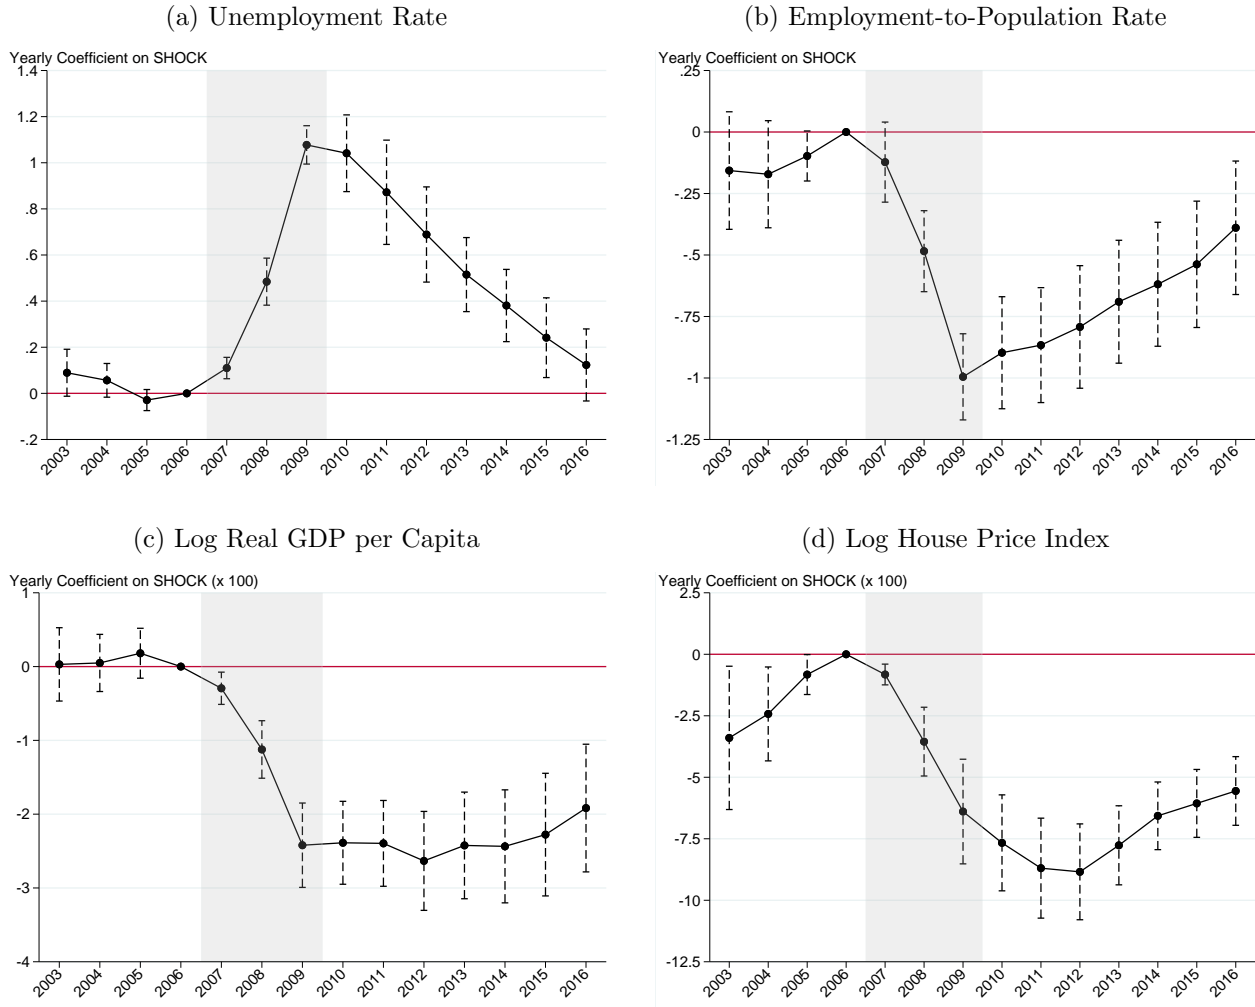 (a) Unemployment Rate
Yearly Coefficient on SHOCK
1.4
1.2
1
.8
.6
.4
.2
0
-.2
2003 2004 2005 2006 2007 2008 2009 2010 2011 2012 2013 2014 2015 2016
(b) Employment-to-Population Rate
Yearly Coefficient on SHOCK
.25
0
-.25
-.5
-.75
-1
-1.25
2003 2004 2005 2006 2007 2008 2009 2010 2011 2012 2013 2014 2015 2016
(c) Log Real GDP per Capita
Yearly Coefficient on SHOCK (x 100)
1
0
-1
-2
-3
-4
2003 2004 2005 2006 2007 2008 2009 2010 2011 2012 2013 2014 2015 2016
(d) Log House Price Index
Yearly Coefficient on SHOCK (x 100)
2.5
0
-2.5
-5
-7.5
-10
-12.5
2003 2004 2005 2006 2007 2008 2009 2010 2011 2012 2013 2014 2015 2016